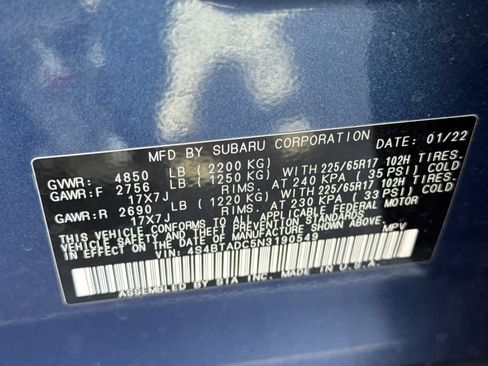 MFD BY SUBARU CORPORATION DATE: 01/22
GVWR: 4850 LB (2200 KG)
GAWR:F 2756 LB (1250 KG) WITH 225/65R17 102H TIRES.
17X7J RIMS. AT 240 KPA (35 PSI) COLD
GAWR:R 2690 LB (1220 KG) WITH 225/65R17 102H TIRES.
17X7J RIMS. AT 230 KPA (33 PSI) COLD
THIS VEHICLE CONFORMS TO ALL APPLICABLE FEDERAL MOTOR
VEHICLE SAFETY AND THEFT PREVENTION STANDARDS
IN EFFECT ON THE DATE OF MANUFACTURE SHOWN ABOVE.
VIN: 4S4BTADC5N3190549 MPV
ASSEMBLED BY SIA INC. MADE IN U.S.A.